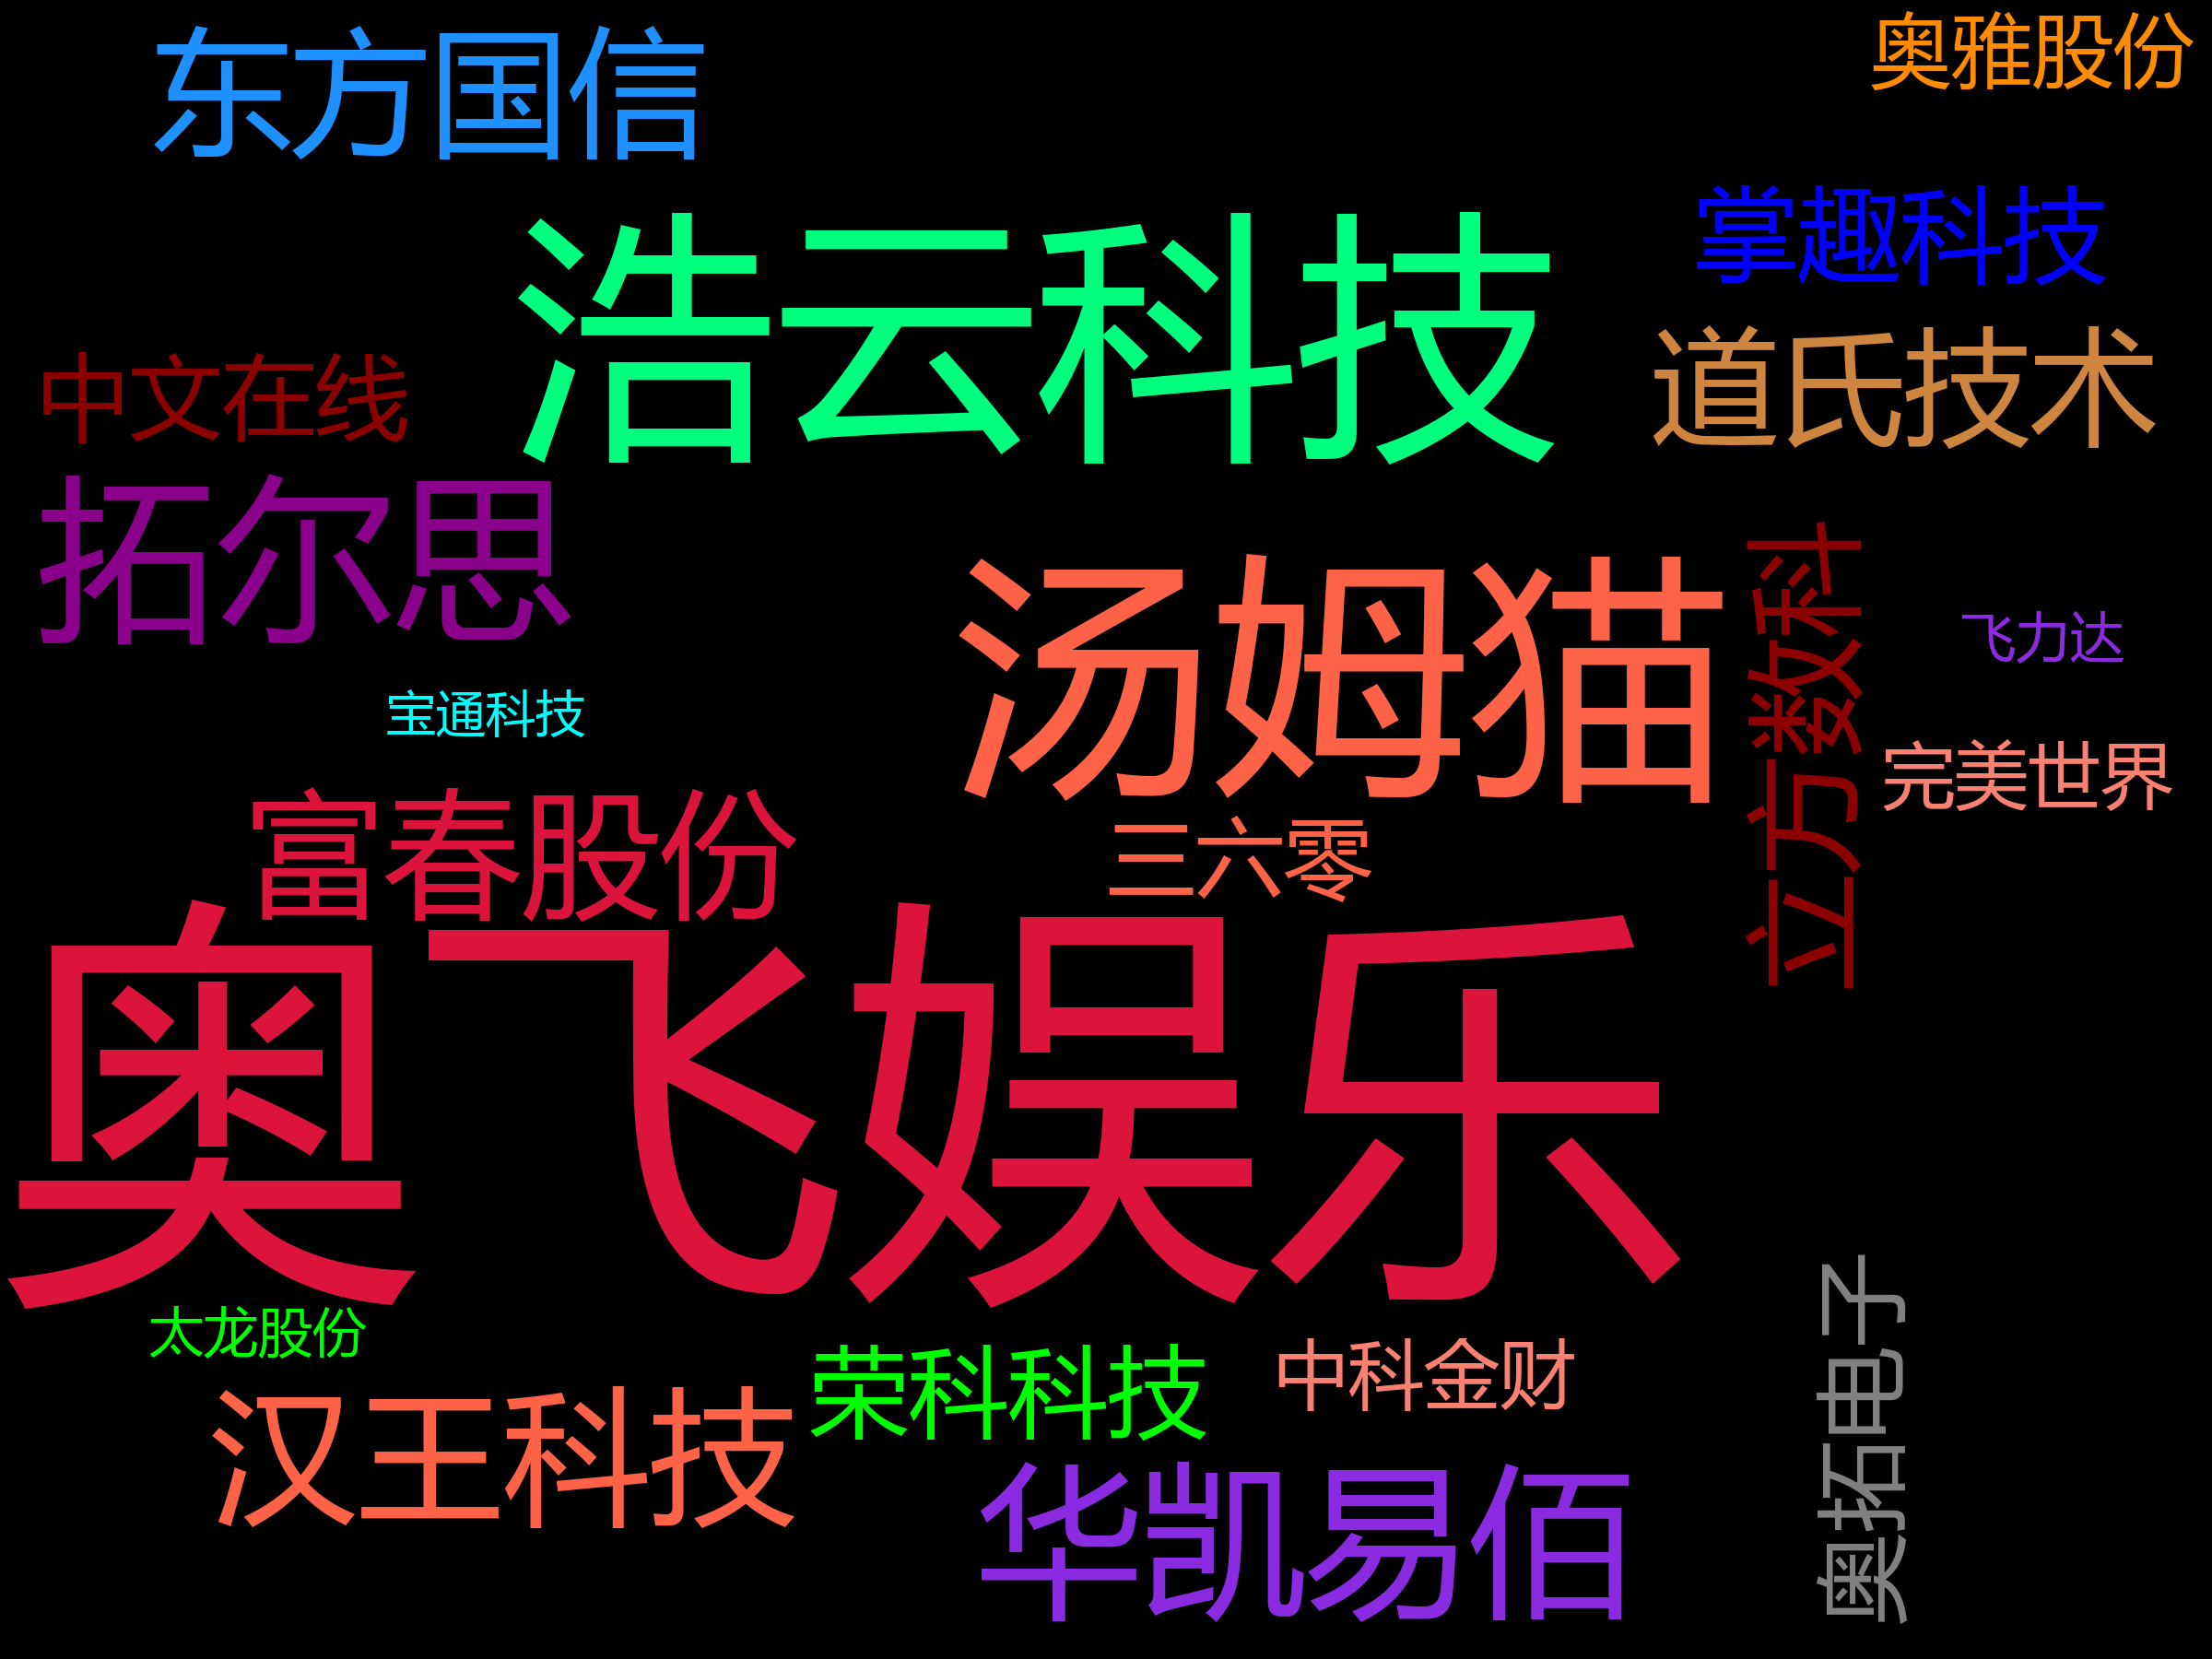 东方国信
奥雅股份
掌趣科技
浩云科技
道氏技术
中文在线
拓尔思
汤姆猫
立方数科
飞力达
宝通科技
完美世界
富春股份
三六零
奥飞娱乐
太龙股份
荣科科技
中科金财
汉王科技
华凯易佰
奥拓电子